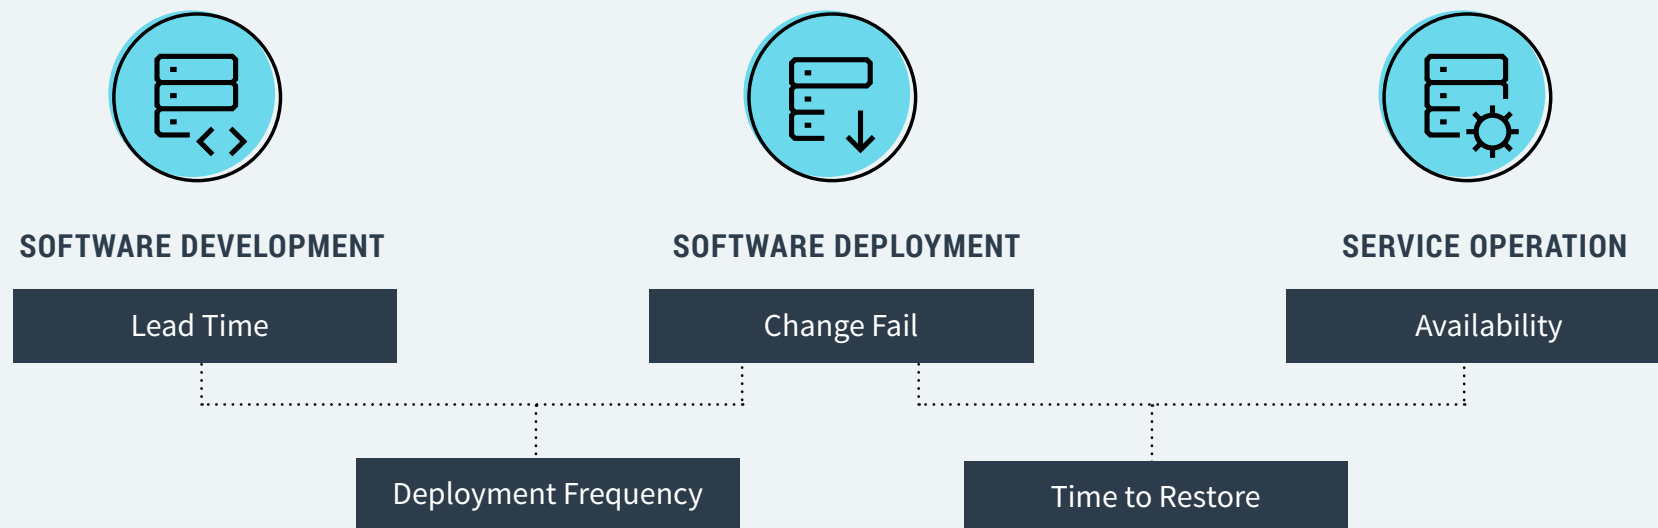 SOFTWARE DEVELOPMENT
SOFTWARE DEPLOYMENT
SERVICE OPERATION
Lead Time
Change Fail
Availability
Deployment Frequency
Time to Restore